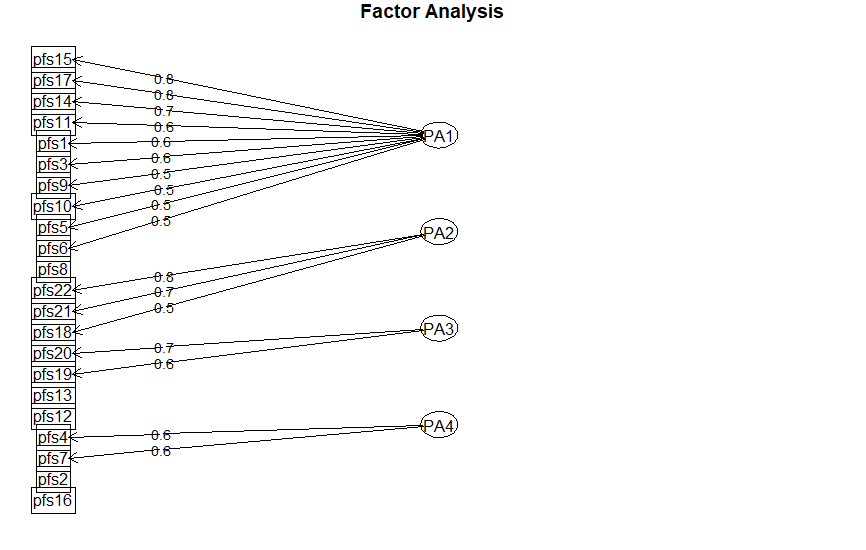 Factor Analysis
pfs15
0.8
pfs17
0.8
pfs14
0.7
pfs11
0.6
PA1
pfs1
0.6
pfs3
0.6
pfs9
0.5
pfs10
0.5
pfs5
0.5
pfs6
0.5
PA2
pfs8
0.8
pfs22
0.7
pfs21
0.5
pfs18
PA3
pfs20
0.7
pfs19
0.6
pfs13
pfs12
PA4
pfs4
0.6
pfs7
0.6
pfs2
pfs16